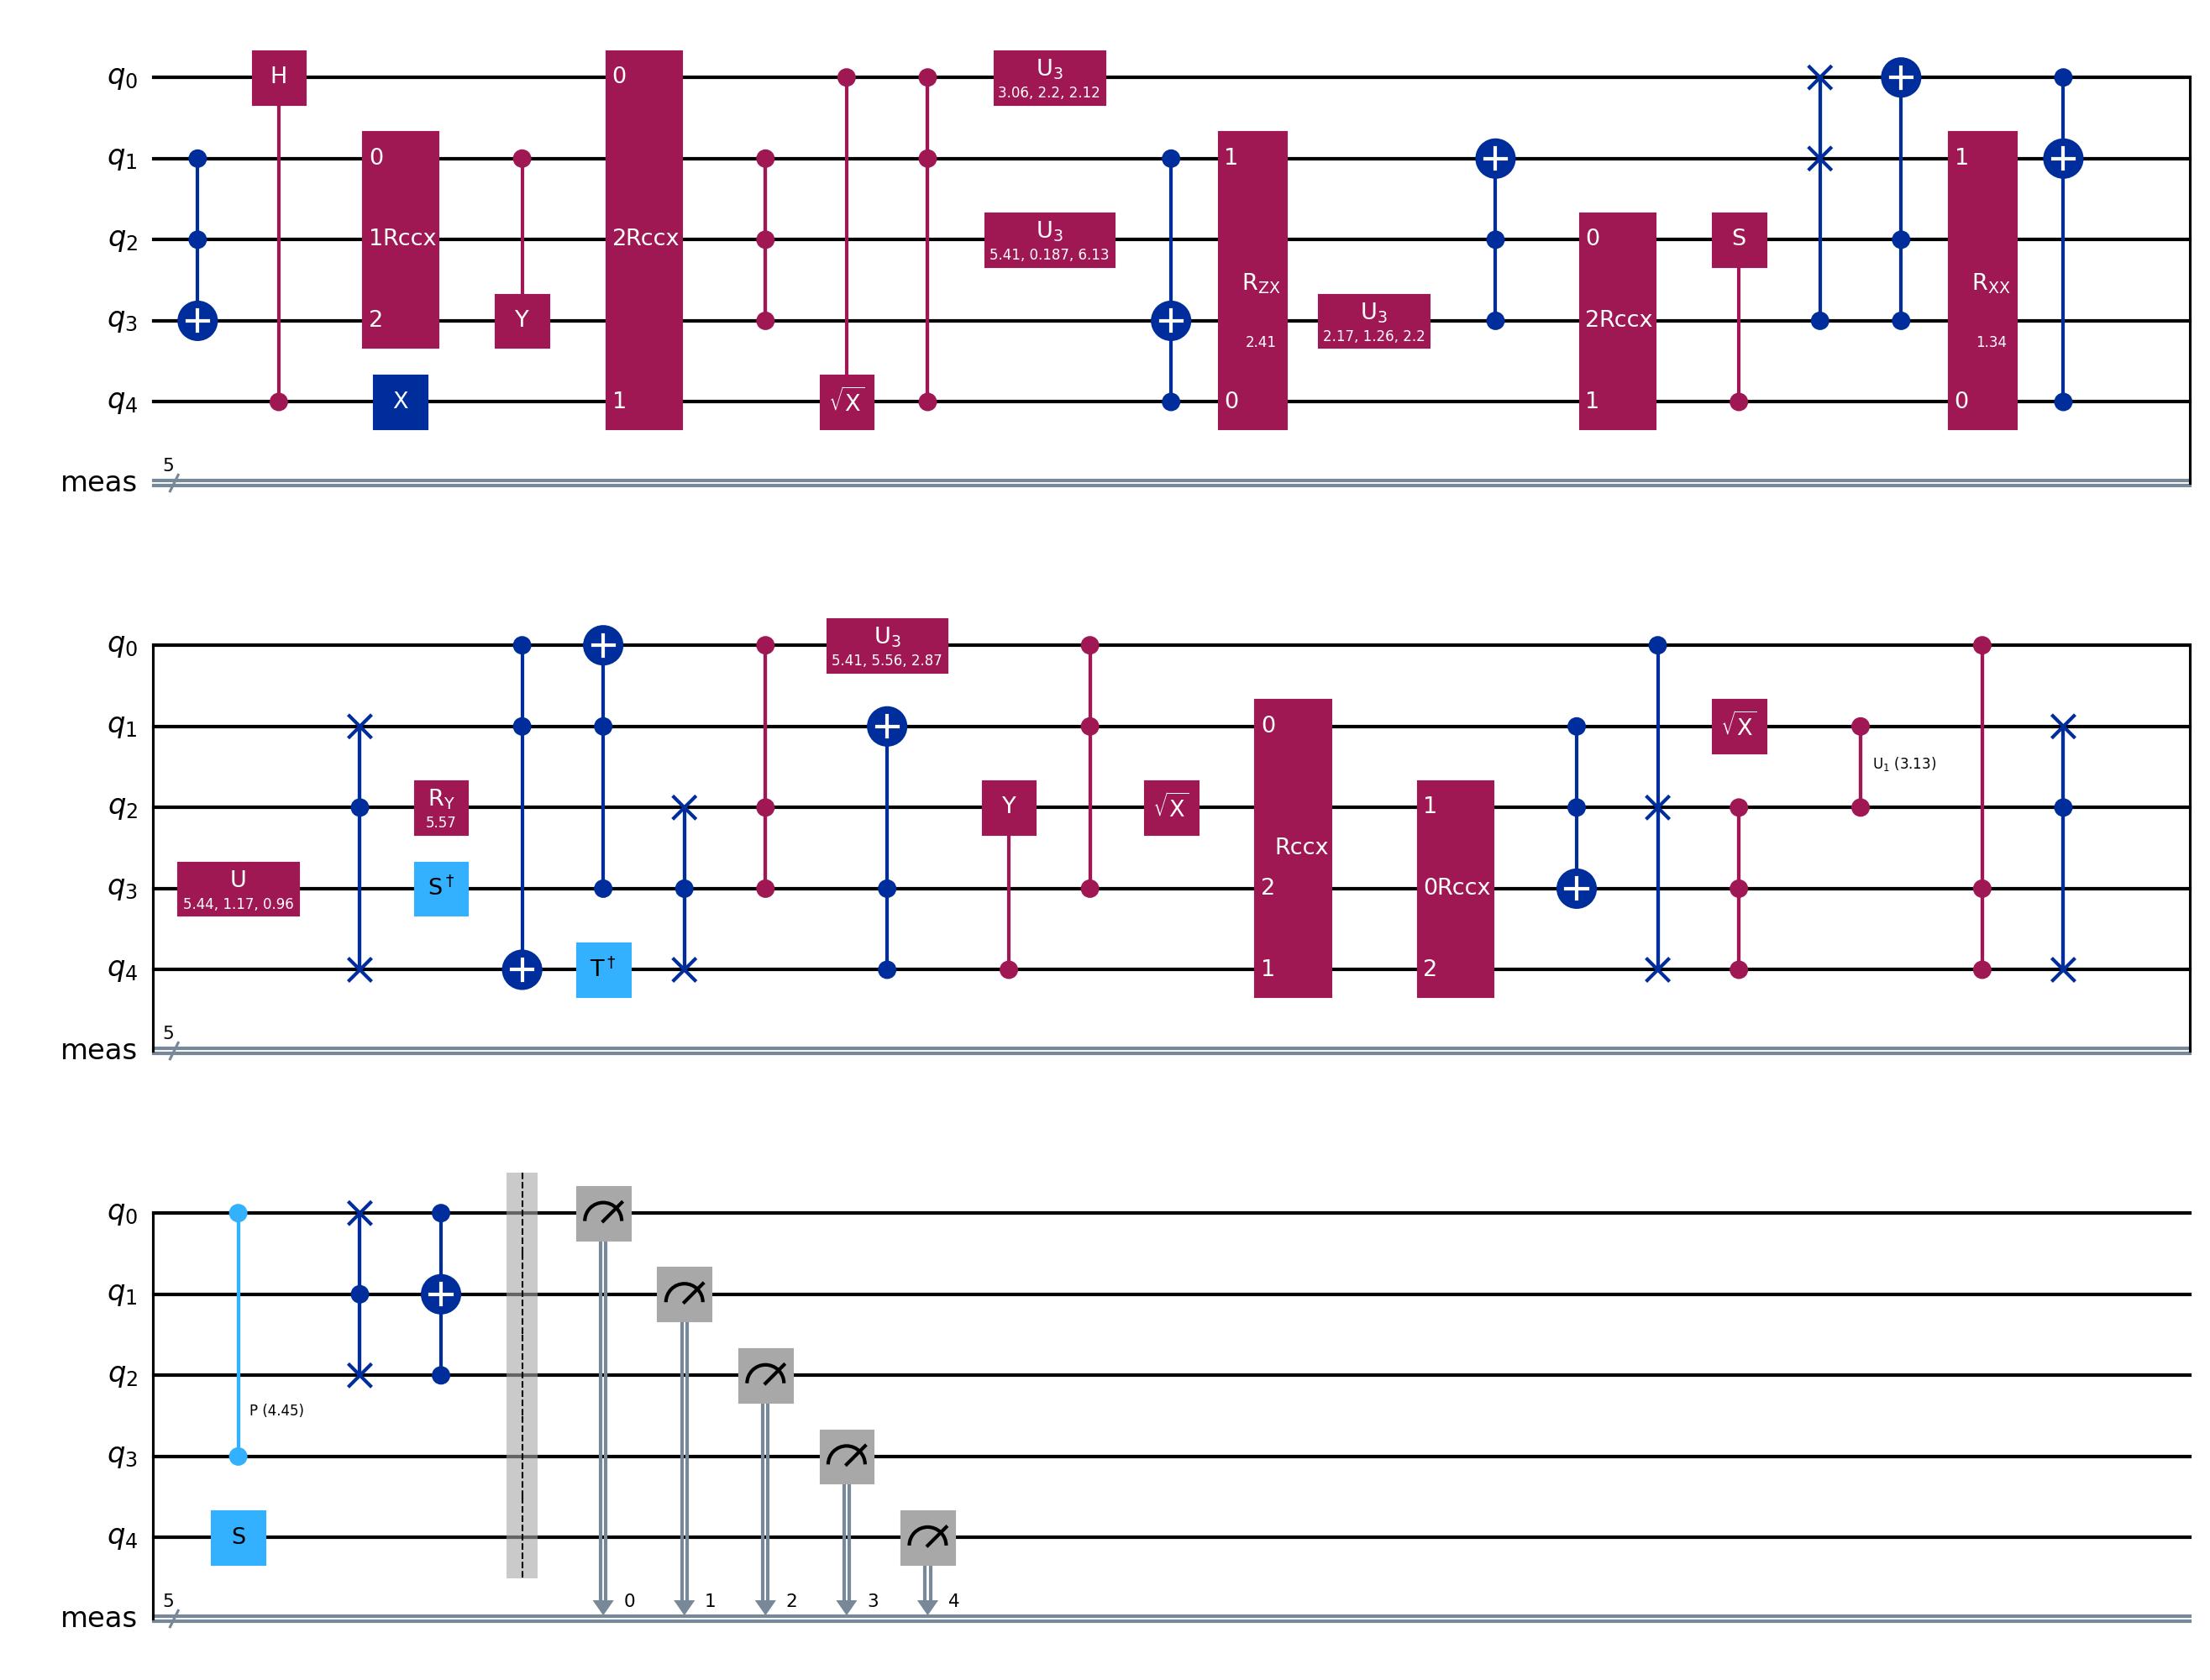 q0 H 0 U3
3.06, 2.2, 2.12
q1 0 1 1
q2 1Rccx 2Rccx U3 0 S
5.41, 0.187, 6.13
RZX RXX
q3 2 Y U3 2Rccx
2.17, 1.26, 2.2
2.41 1.34
q4 X 1 √X 0 1 0
5
meas
q0 U3
5.41, 5.56, 2.87
q1 0 √X
U1 (3.13)
q2 RY Y √X 1
5.57
Rccx
q3 U S† 2 0Rccx
5.44, 1.17, 0.96
q4 T† 1 2
5
meas
q0
q1
q2
P (4.45)
q3
q4 S
5 0 1 2 3 4
meas